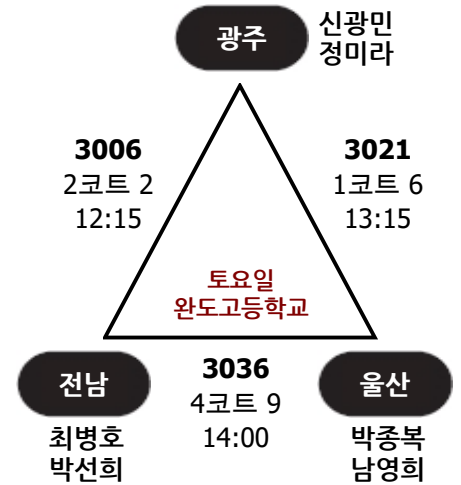 광주
신광민
정미라
3006
2코트 2
12:15
3021
1코트 6
13:15
토요일
완도고등학교
전남
최병호
박선희
3036
4코트 9
14:00
울산
박종복
남영희